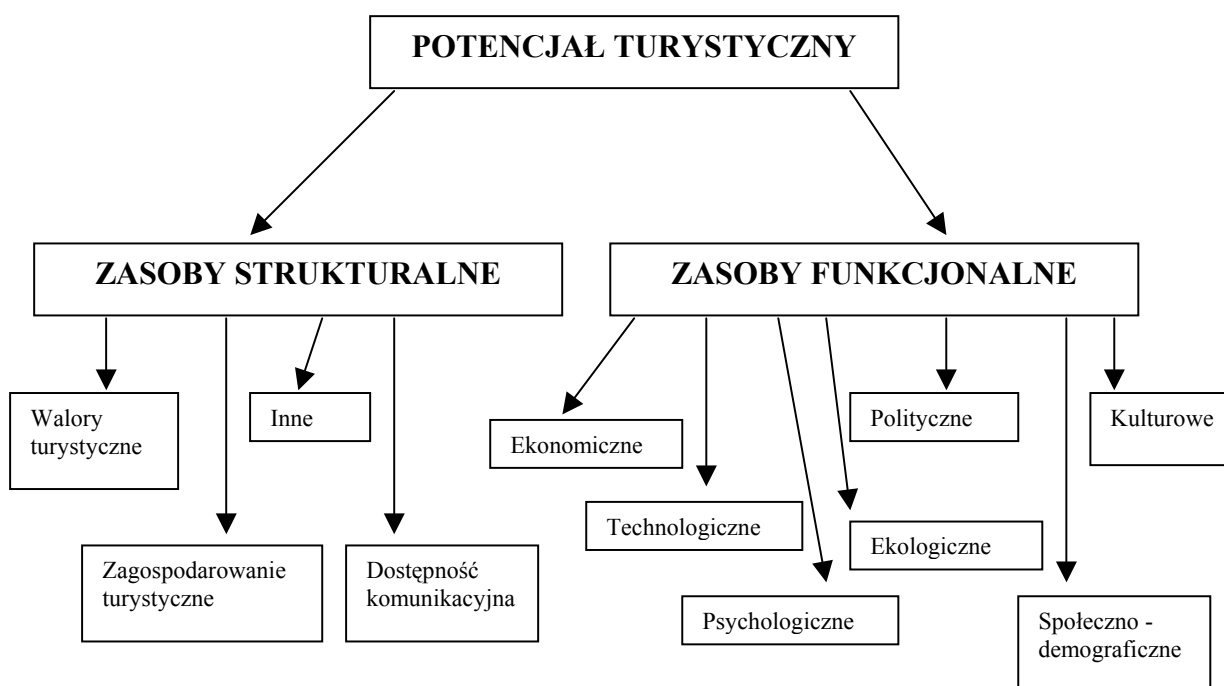 POTENCJAŁ TURYSTYCZNY
ZASOBY STRUKTURALNE
ZASOBY FUNKCJONALNE
Walory
turystyczne
Inne
Zagospodarowanie
turystyczne
Dostępność
komunikacyjna
Ekonomiczne
Technologiczne
Psychologiczne
Ekologiczne
Polityczne
Społeczno -
demograficzne
Kulturowe